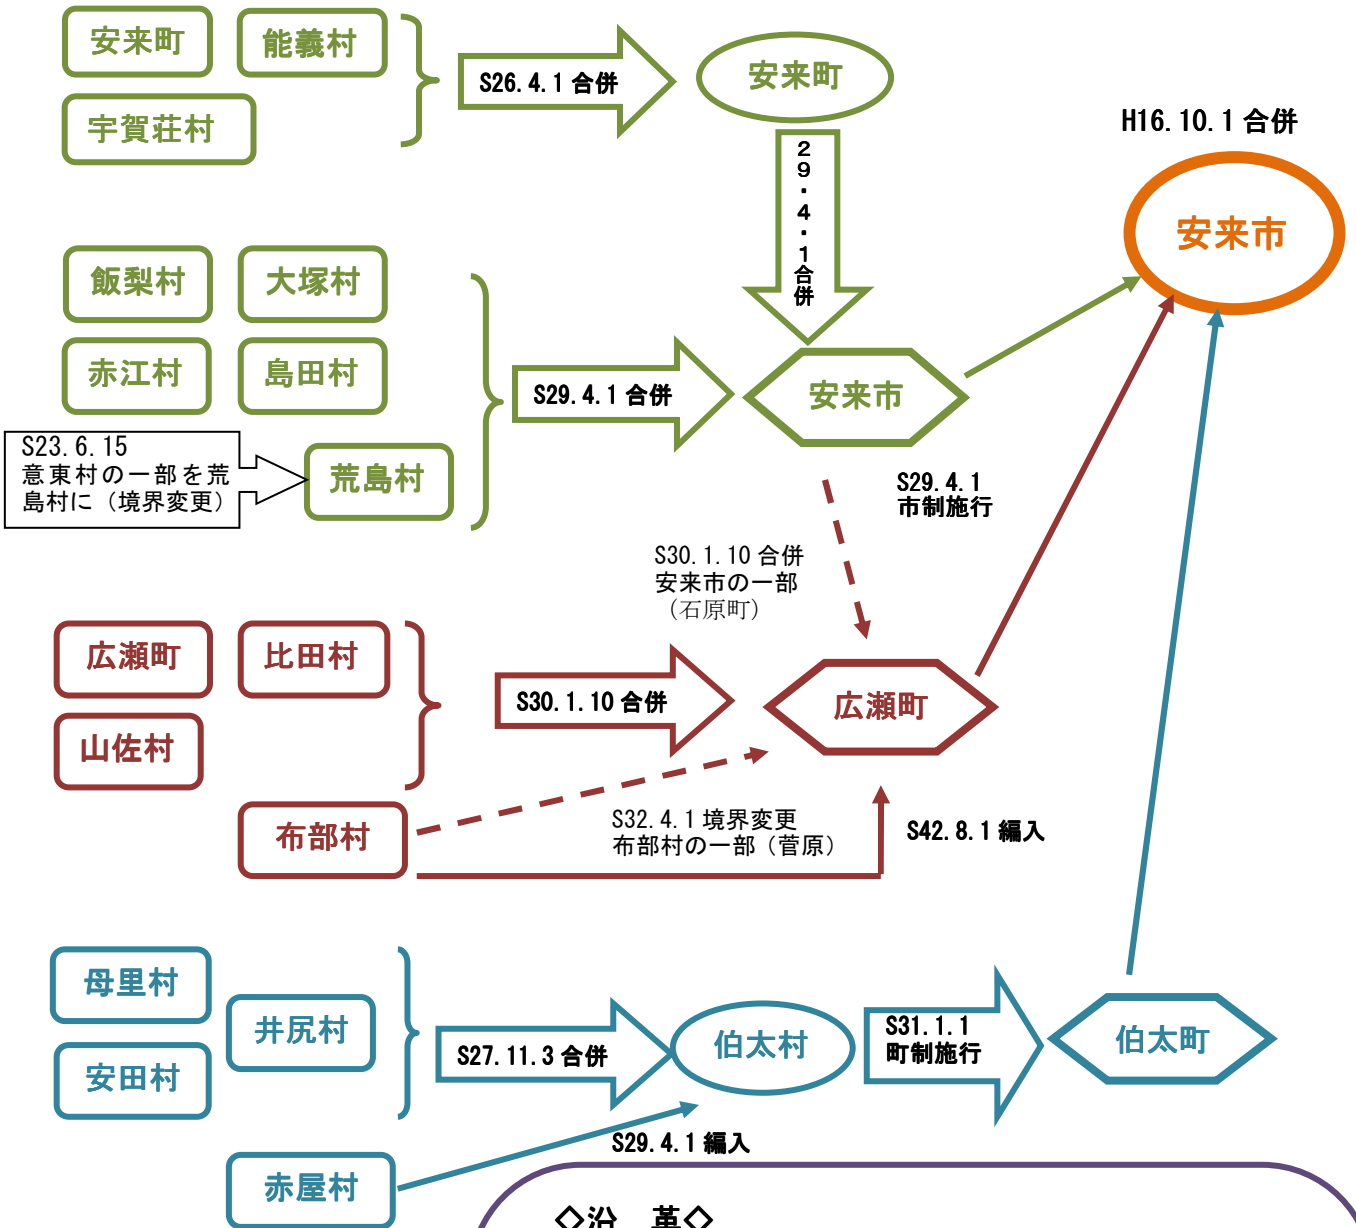 安来町
能義村
宇賀荘村
S26.4.1 合併
安来町
29・4・1合併
H16.10.1 合併
安来市
飯梨村
大塚村
赤江村
島田村
荒島村
S23.6.15
意東村の一部を荒
島村に（境界変更）
S29.4.1 合併
安来市
S29.4.1
市制施行
S30.1.10 合併
安来市の一部
（石原町）
広瀬町
比田村
山佐村
布部村
S30.1.10 合併
広瀬町
S32.4.1 境界変更
布部村の一部（菅原）
S42.8.1 編入
母里村
井尻村
安田村
赤屋村
S27.11.3 合併
伯太村
S31.1.1
町制施行
伯太町
S29.4.1 編入
◇沿　革◇